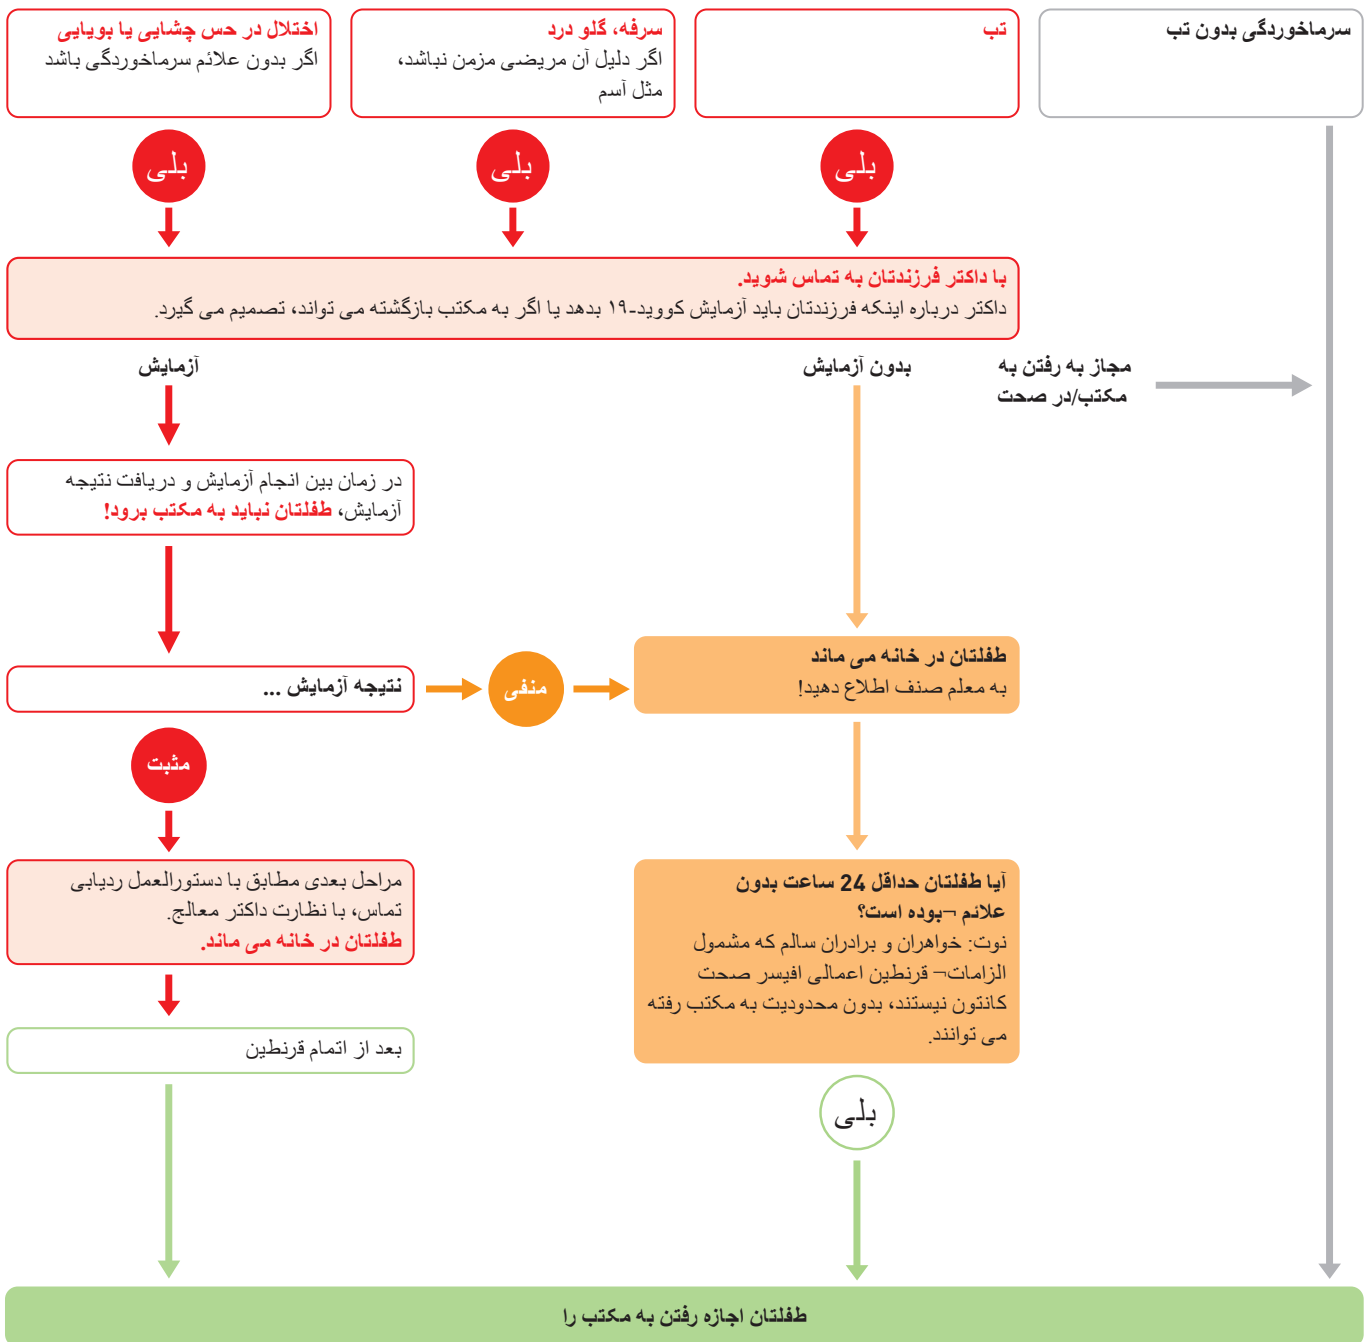 سرماخوردگی بدون تب
تب
سرفه، گلو درد
اگر دلیل آن مریضی مزمن نباشد،
مثل آسم
اختلال در حس چشایی یا بویایی
اگر بدون علائم سرماخوردگی باشد
بلی
بلی
بلی
با داکتر فرزندتان به تماس شوید.
داکتر درباره اینکه فرزندتان باید آزمایش کووید-۱۹ بدهد یا اگر به مکتب بازگشته می تواند، تصمیم می گیرد.
مجاز به رفتن به
مکتب/در صحت
بدون آزمایش
آزمایش
در زمان بین انجام آزمایش و دریافت نتیجه
آزمایش، طفلتان نباید به مکتب برود!
طفلتان در خانه می ماند
به معلم صنف اطلاع دهید!
منفی
نتیجه آزمایش ...
مثبت
آیا طفلتان حداقل 24 ساعت بدون
علائم ¬بوده است؟
نوت: خواهران و برادران سالم که مشمول
الزامات¬ قرنطین اعمالی افیسر صحت
کانتون نیستند، بدون محدودیت به مکتب رفته
می توانند.
مراحل بعدی مطابق با دستورالعمل ردیابی
تماس، با نظارت داکتر معالج.
طفلتان در خانه می ماند.
بعد از اتمام قرنطین
بلی
طفلتان اجازه رفتن به مکتب را